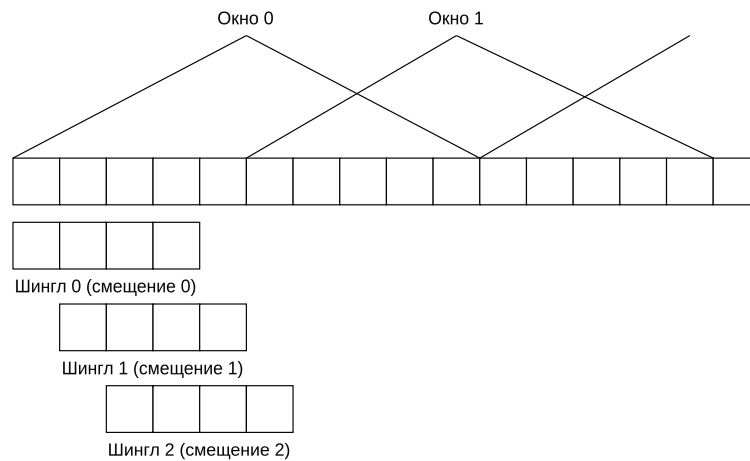 Окно 0
Окно 1
Шингл 0 (смещение 0)
Шингл 1 (смещение 1)
Шингл 2 (смещение 2)